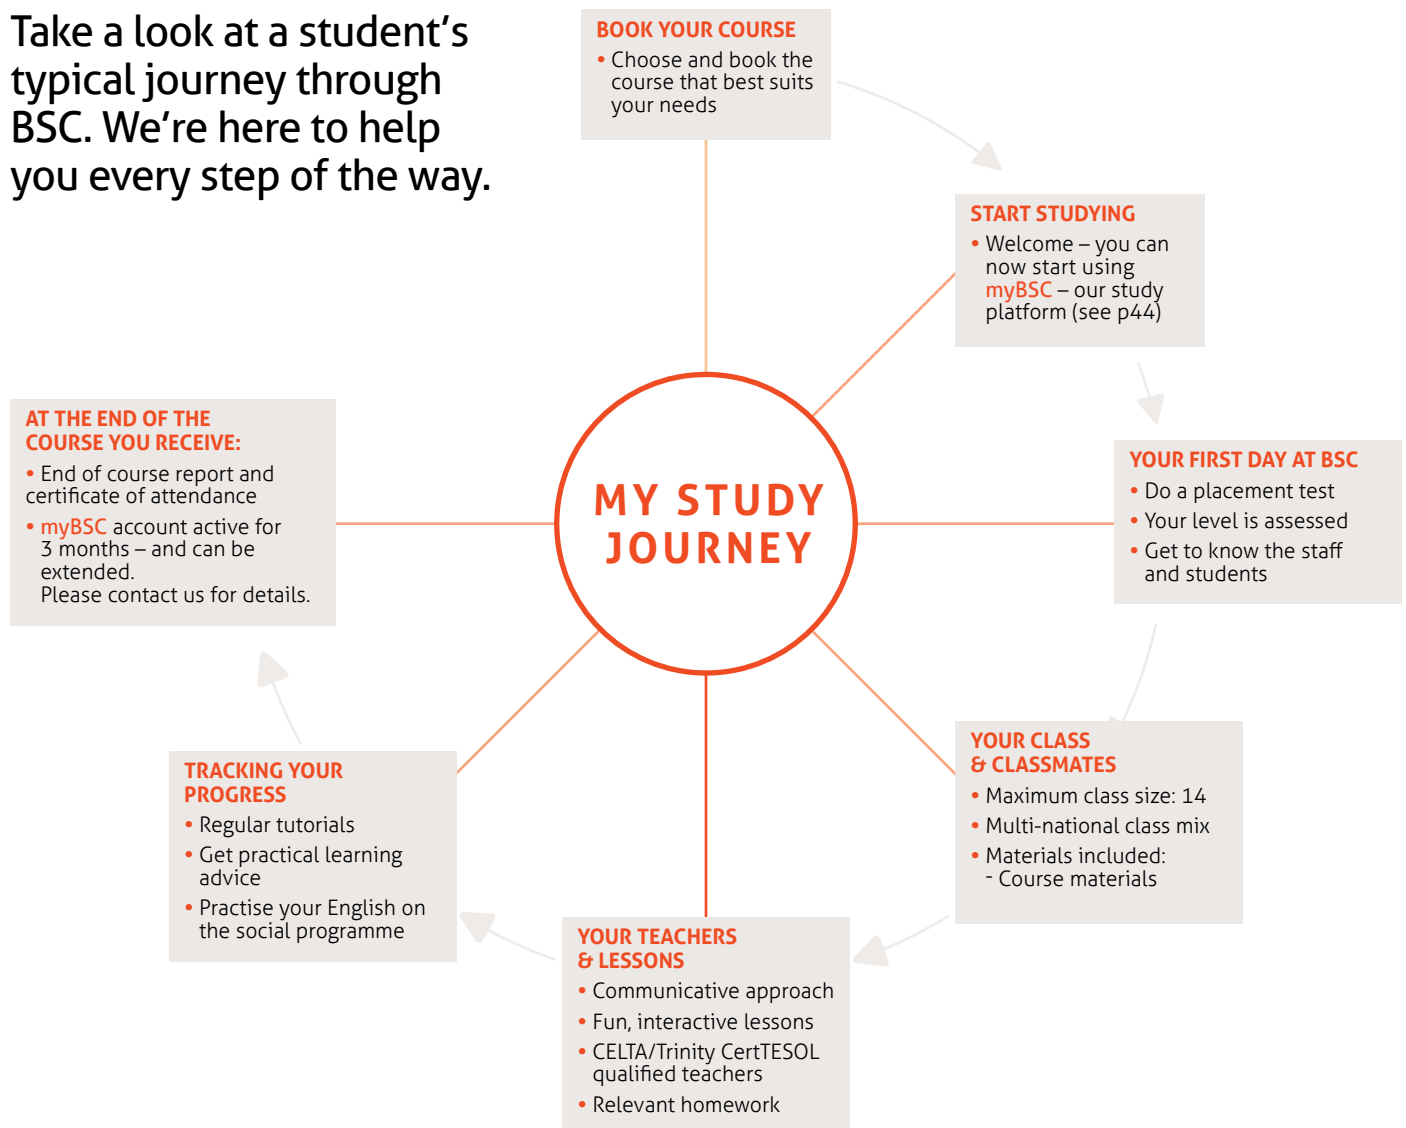 Take a look at a student's
typical journey through
BSC. We're here to help
you every step of the way.
BOOK YOUR COURSE
• Choose and book the
course that best suits
your needs
START STUDYING
• Welcome – you can
now start using
myBSC – our study
platform (see p44)
YOUR FIRST DAY AT BSC
• Do a placement test
• Your level is assessed
• Get to know the staff
and students
YOUR CLASS
& CLASSMATES
• Maximum class size: 14
• Multi-national class mix
• Materials included:
- Course materials
YOUR TEACHERS
& LESSONS
• Communicative approach
• Fun, interactive lessons
• CELTA/Trinity CertTESOL
qualified teachers
• Relevant homework
TRACKING YOUR
PROGRESS
• Regular tutorials
• Get practical learning
advice
• Practise your English on
the social programme
AT THE END OF THE
COURSE YOU RECEIVE:
• End of course report and
certificate of attendance
• myBSC account active for
3 months – and can be
extended.
Please contact us for details.
MY STUDY
JOURNEY